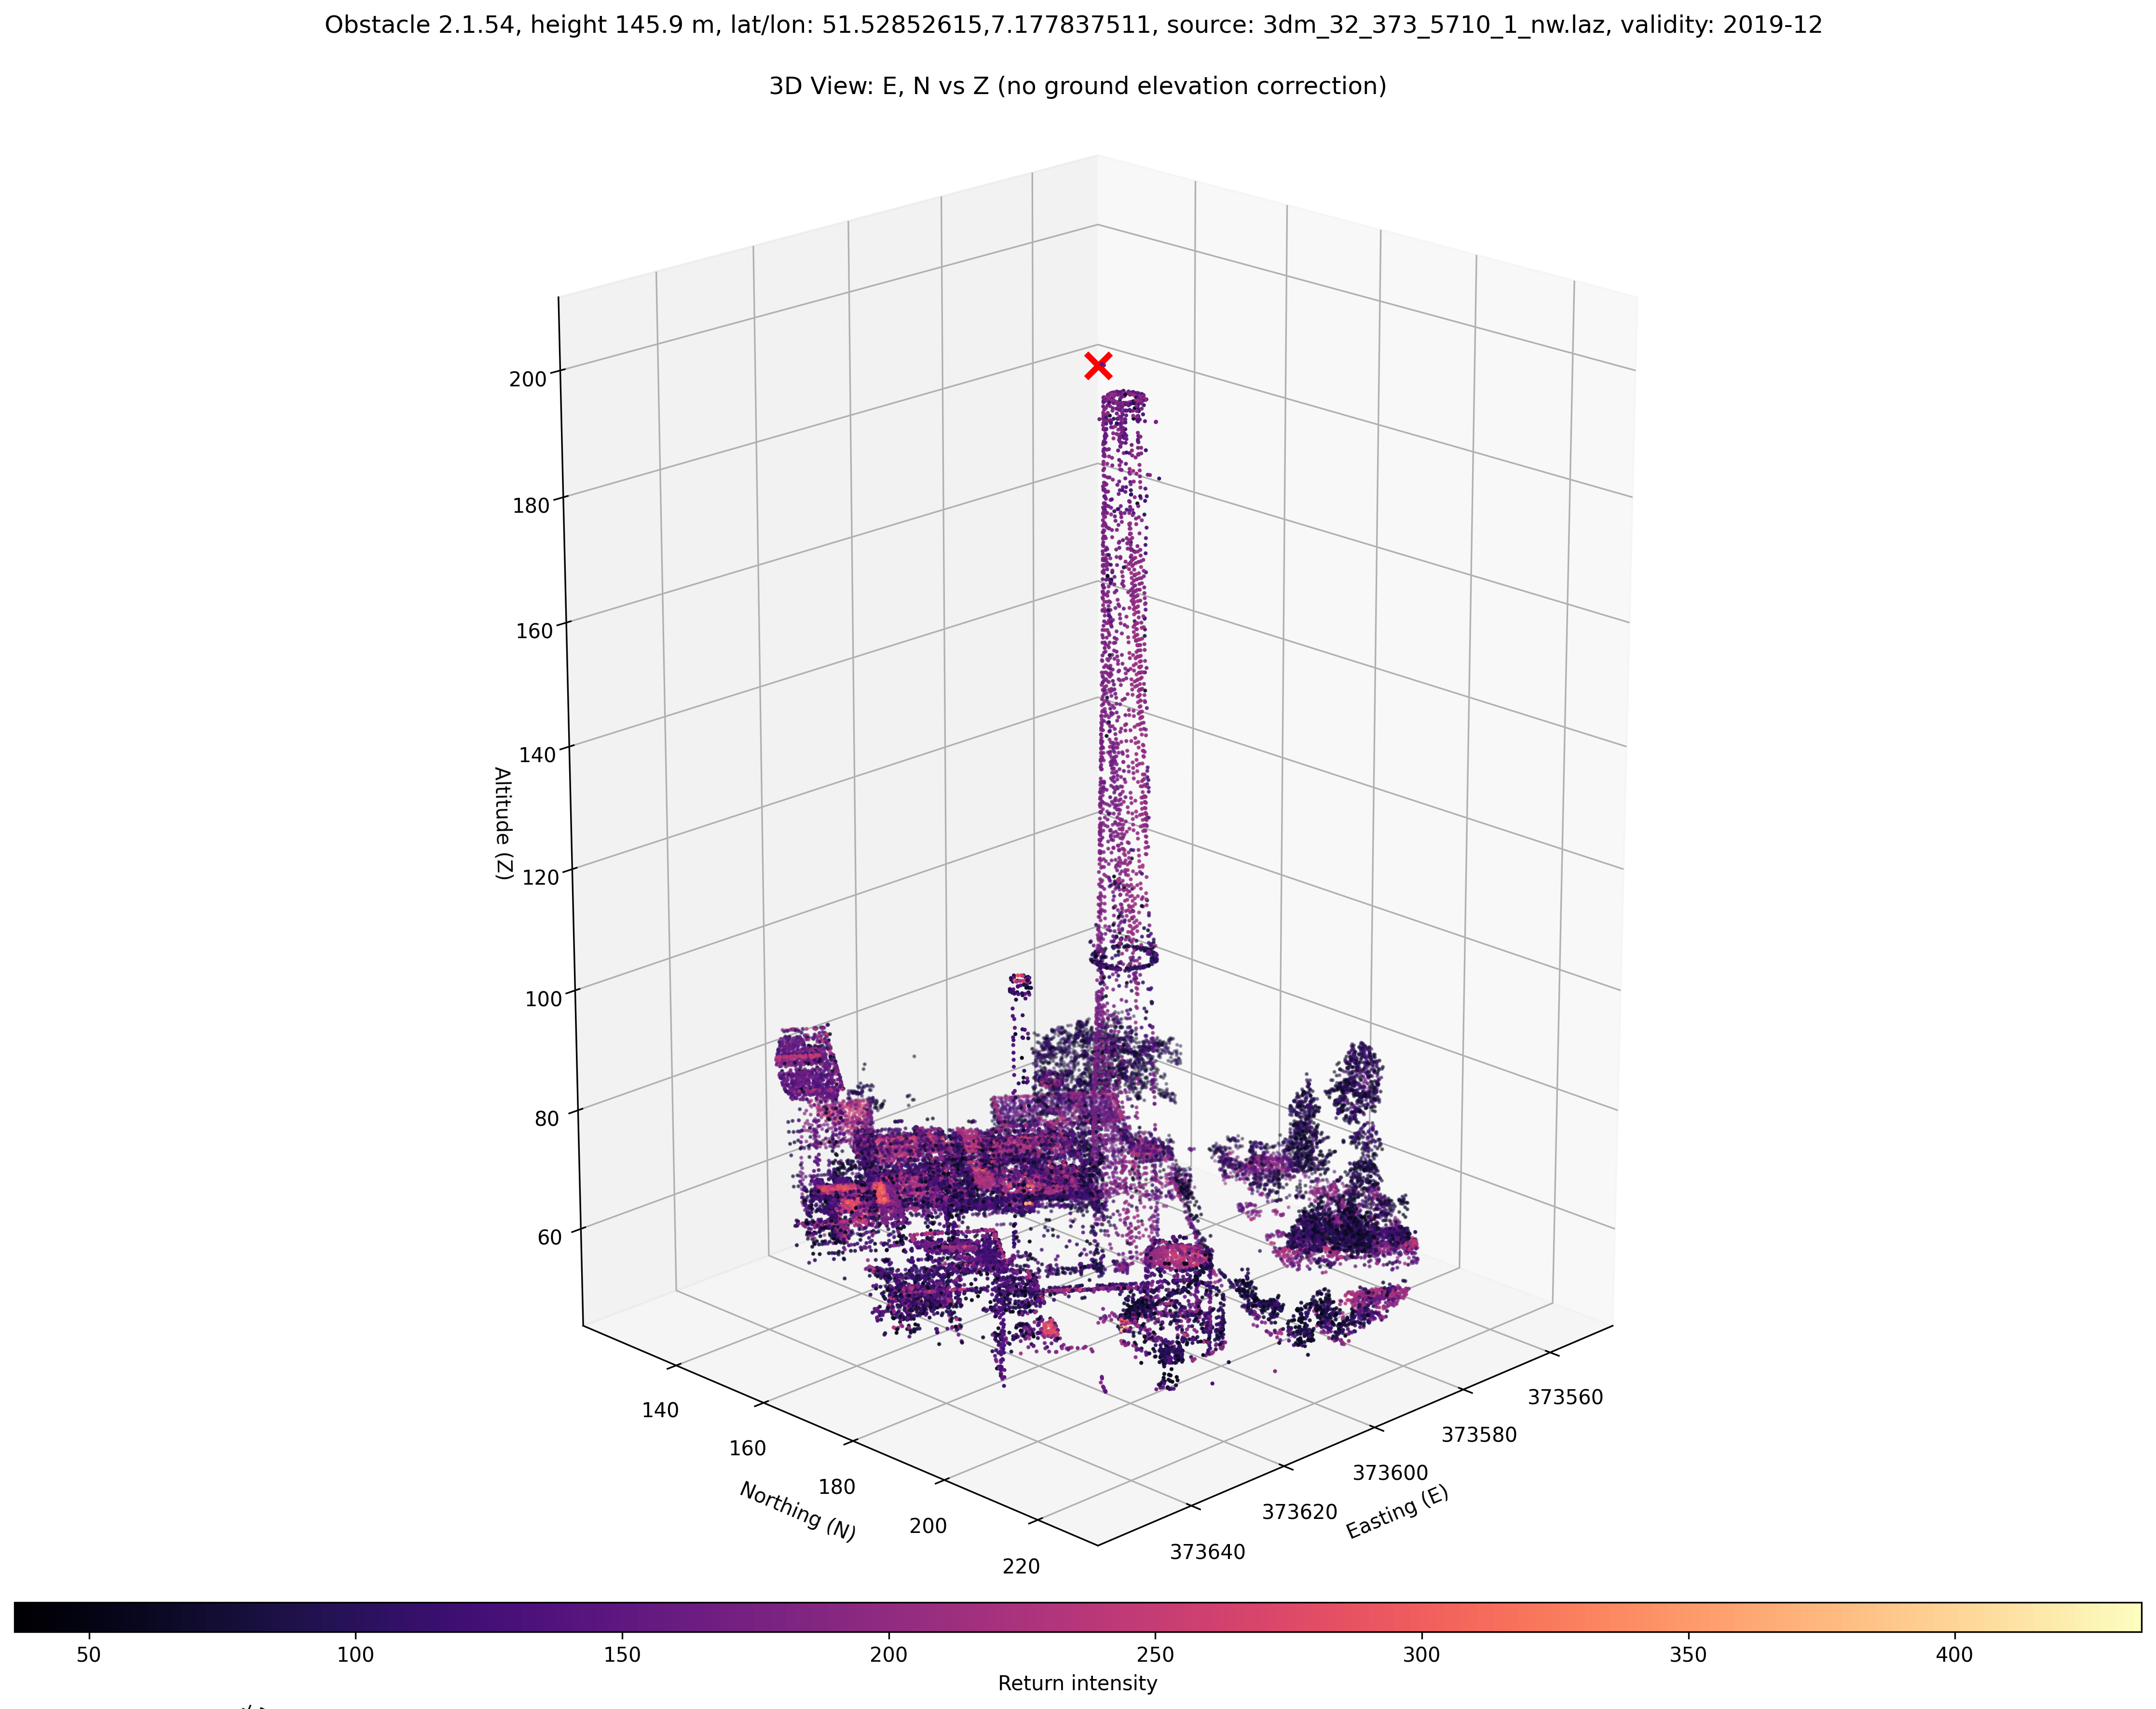 Obstacle 2.1.54, height 145.9 m, lat/lon: 51.52852615,7.177837511, source: 3dm_32_373_5710_1_nw.laz, validity: 2019-12
3D View: E, N vs Z (no ground elevation correction)
200
180
160
140
120
100
80
60
Altitude (Z)
140
160
180
200
220
Northing (N)
373560
373580
373600
373620
373640
Easting (E)
50 100 150 200 250 300 350 400
Return intensity